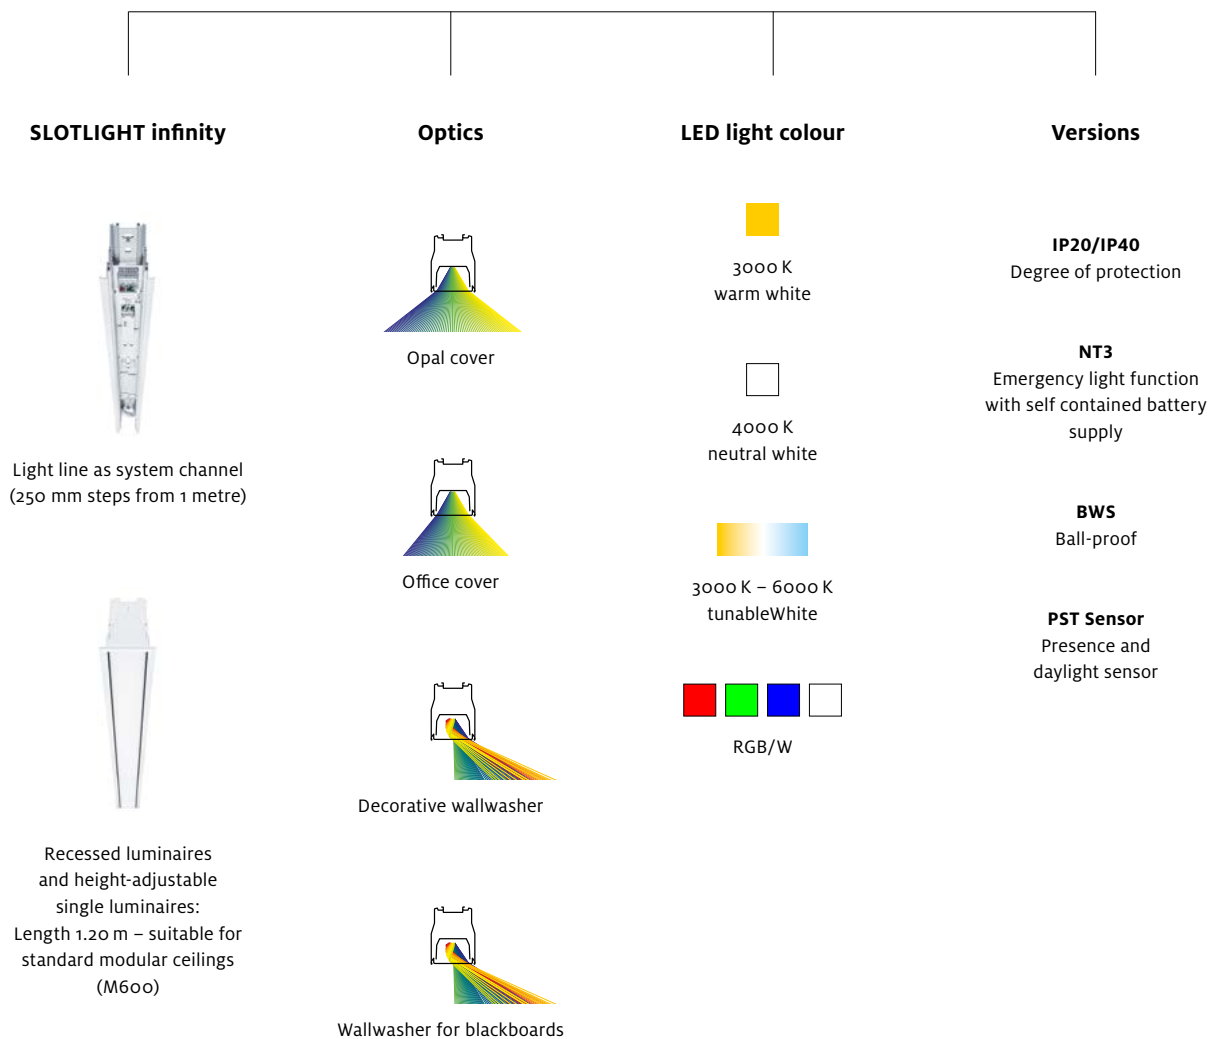 SLOTLIGHT infinity
Light line as system channel
(250 mm steps from 1 metre)
Recessed luminaires
and height-adjustable
single luminaires:
Length 1.20 m – suitable for
standard modular ceilings
(M600)
Optics
Opal cover
Office cover
Decorative wallwasher
Wallwasher for blackboards
LED light colour
3000 K
warm white
4000 K
neutral white
3000 K – 6000 K
tunableWhite
RGB/W
Versions
IP20/IP40
Degree of protection
NT3
Emergency light function
with self contained battery
supply
BWS
Ball-proof
PST Sensor
Presence and
daylight sensor